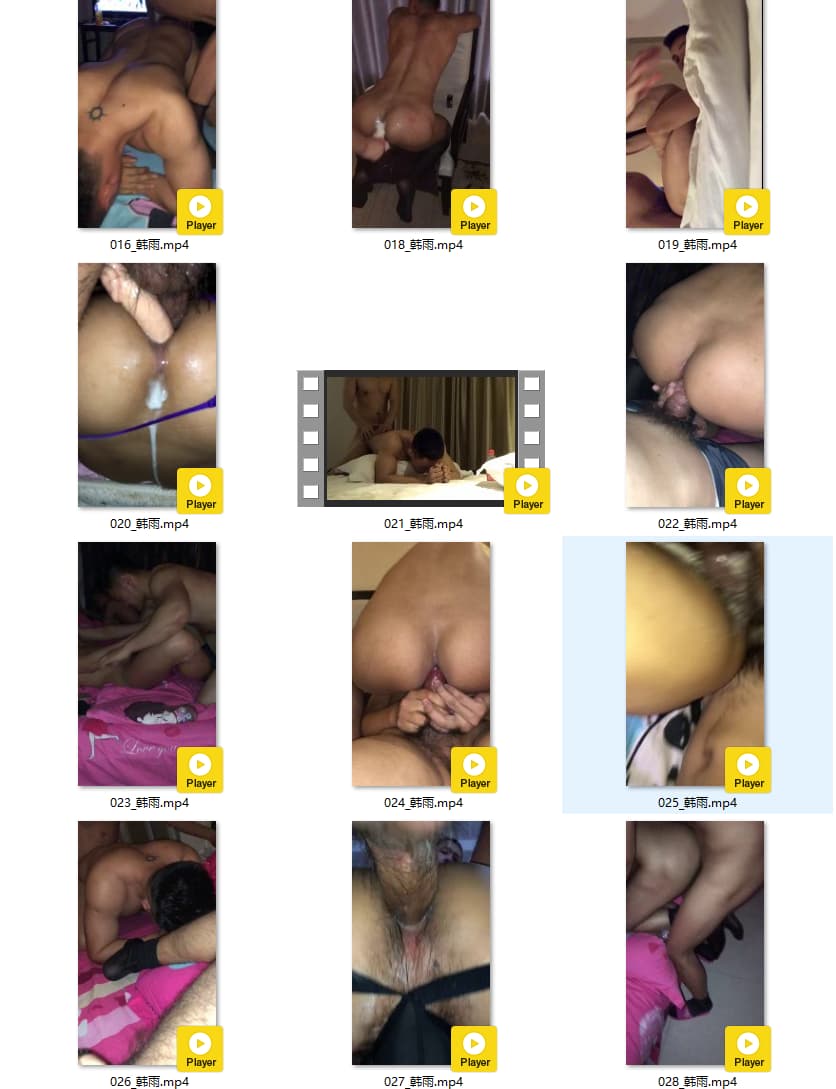 Player
Player
Player
016_韩雨.mp4
018_韩雨.mp4
019_韩雨.mp4
Player
Player
Player
020_韩雨.mp4
021_韩雨.mp4
022_韩雨.mp4
Love you
Player
Player
Player
023_韩雨.mp4
024_韩雨.mp4
025_韩雨.mp4
Player
Player
Player
026_韩雨.mp4
027_韩雨.mp4
028_韩雨.mp4